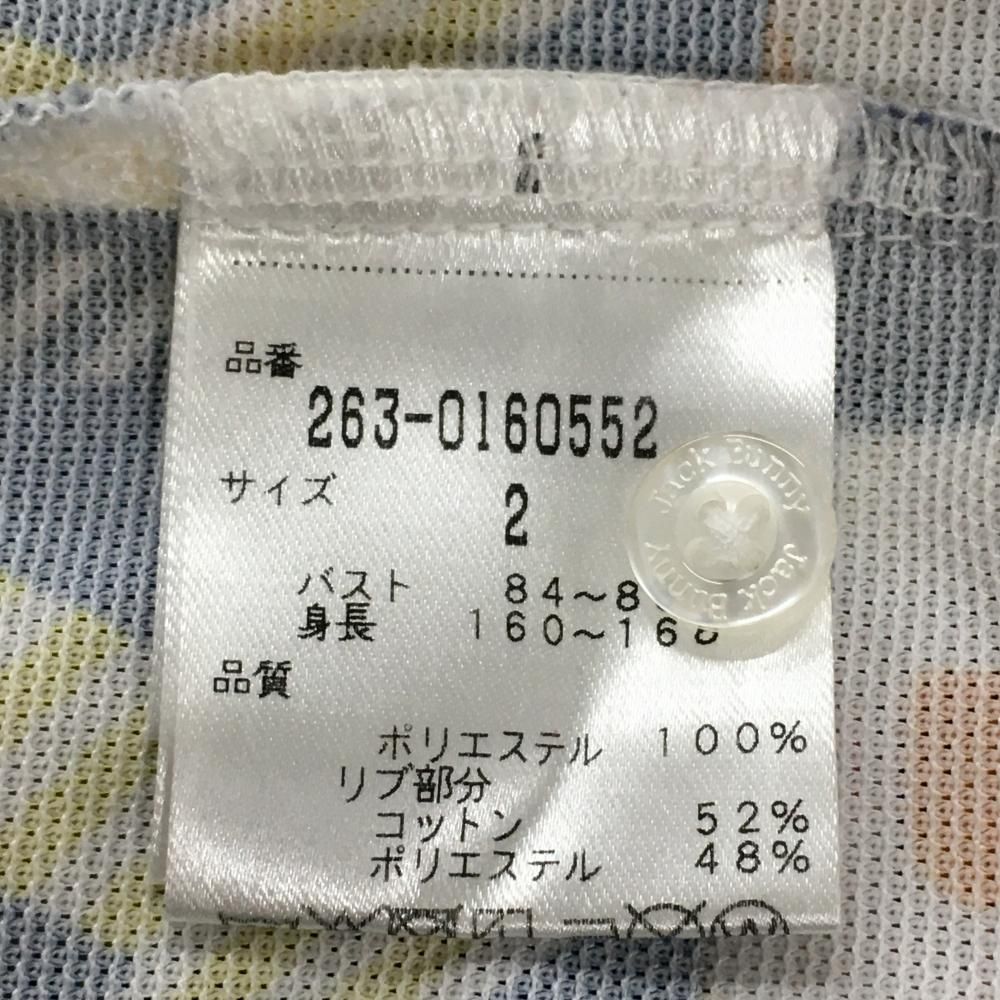 品番
263-0160552
サイズ
2
バスト 84~8
身長 160~16
品質
ポリエステル 100%
リブ部分
コットン 52%
ポリエステル 48%
Jack Bunny
Jack Bunny